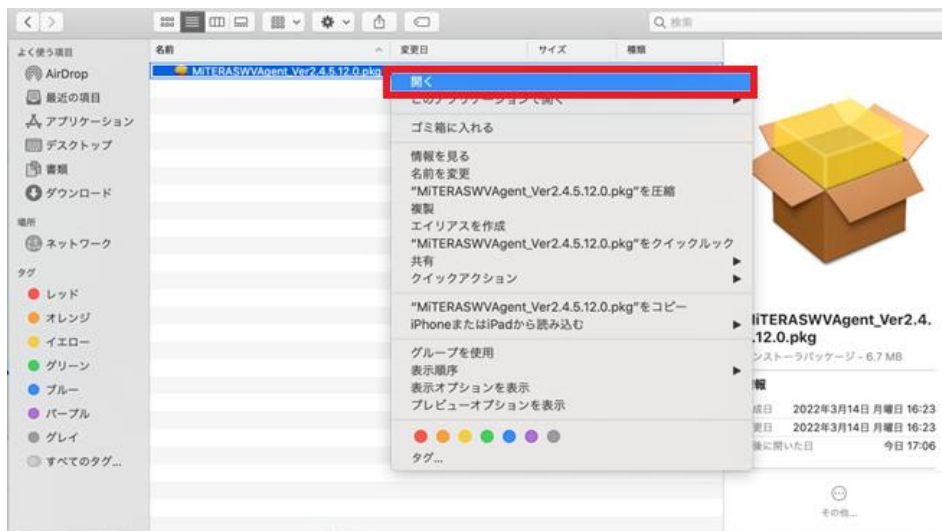 検索
よく使う項目
AirDrop
最近の項目
アプリケーション
デスクトップ
書類
ダウンロード
場所
ネットワーク
タグ
レッド
オレンジ
イエロー
グリーン
ブルー
パープル
グレイ
すべてのタグ...
名前 変更日 サイズ 種類
MiTERASWVAgent_Ver2.4.5.12.0.pkg
開く
このアプリケーションで開く
ゴミ箱に入れる
情報を見る
名前を変更
"MiTERASWVAgent_Ver2.4.5.12.0.pkg"を圧縮
複製
エイリアスを作成
"MiTERASWVAgent_Ver2.4.5.12.0.pkg"をクイックルック
共有
クイックアクション
"MiTERASWVAgent_Ver2.4.5.12.0.pkg"をコピー
iPhoneまたはiPadから読み込む
グループを使用
表示順序
表示オプションを表示
プレビューオプションを表示
タグ...
iTERASWVAgent_Ver2.4.
.12.0.pkg
ンストーラパッケージ - 6.7 MB
報
成日 2022年3月14日 月曜日 16:23
更日 2022年3月14日 月曜日 16:23
後に開いた日 今日 17:06
その他...